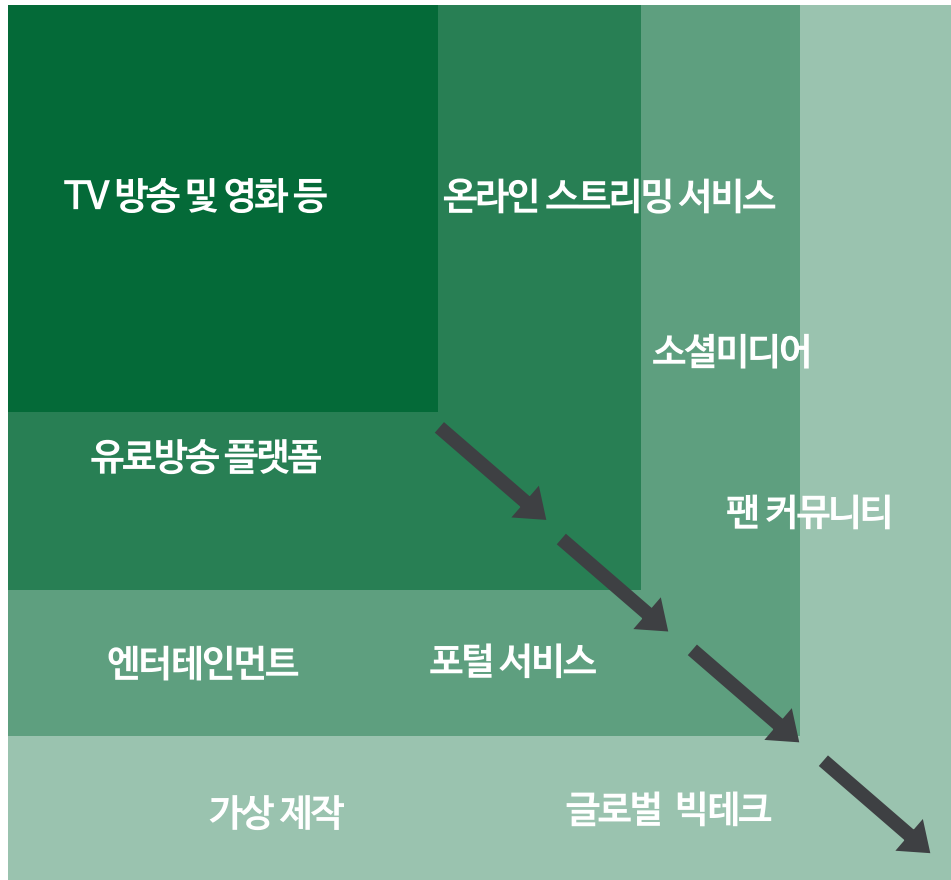 TV 방송 및 영화 등
온라인 스트리밍 서비스
소셜미디어
유료방송 플랫폼
팬 커뮤니티
엔터테인먼트
포털 서비스
가상 제작
글로벌 빅테크